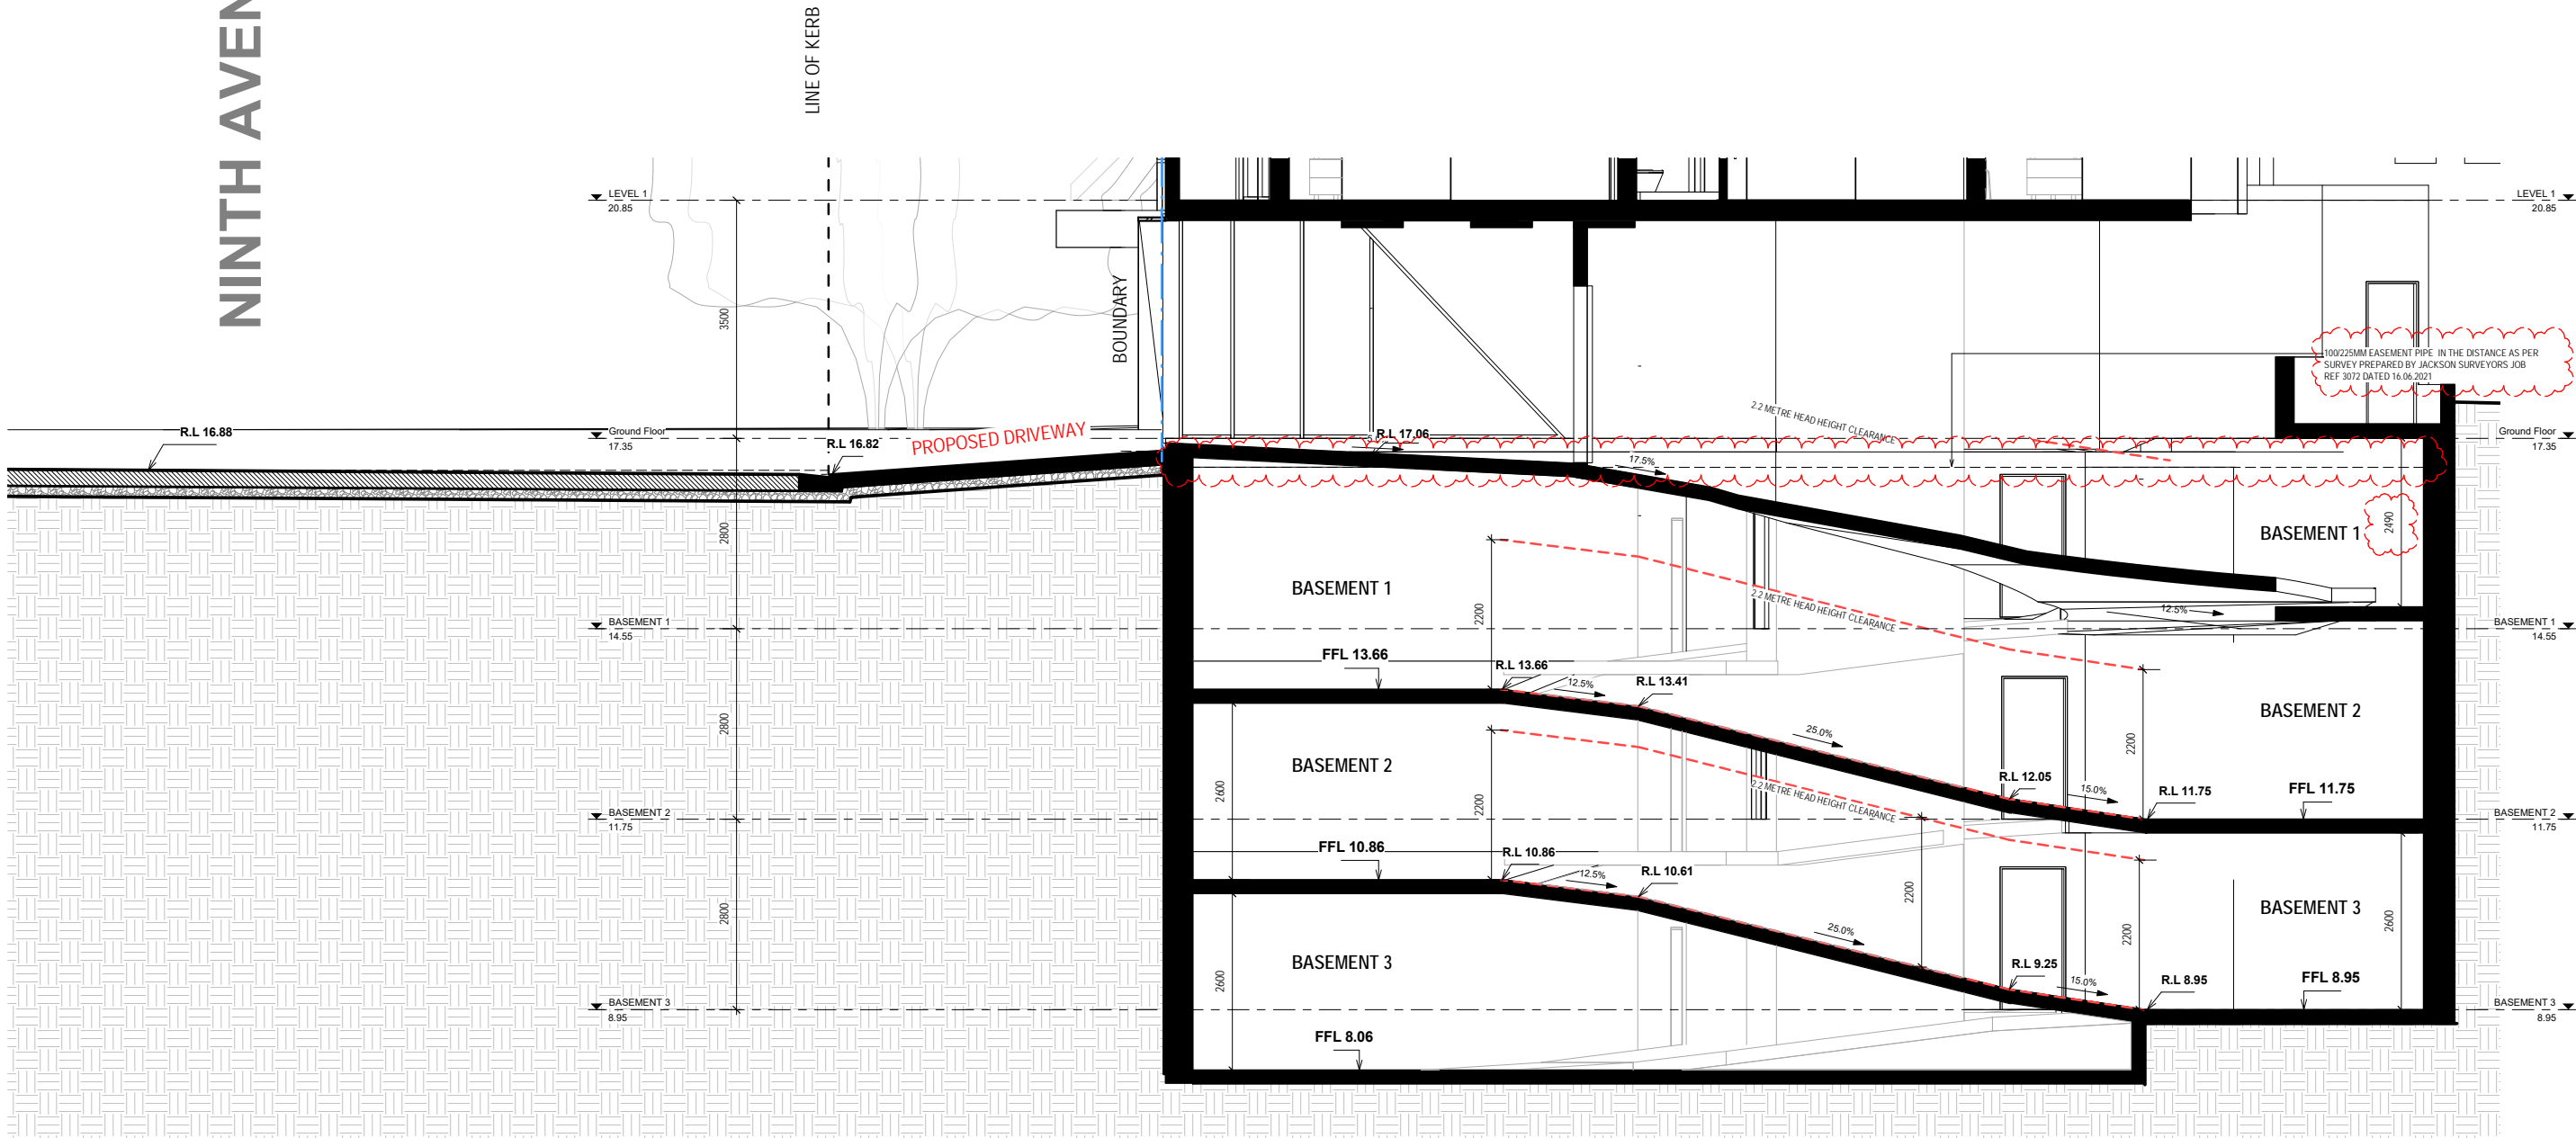 NINTH AVEN
LINE OF KERB
LEVEL 1
20.85
LEVEL 1
20.85
3500
BOUNDARY
100/225MM EASEMENT PIPE IN THE DISTANCE AS PER
SURVEY PREPARED BY JACKSON SURVEYORS JOB
REF 3072 DATED 16.06.2021
2.2 METRE HEAD HEIGHT CLEARANCE
R.L 16.88
Ground Floor
17.35
R.L 16.82
PROPOSED DRIVEWAY
R.L 17.06
17.5%
Ground Floor
17.35
2800
BASEMENT 1
2490
BASEMENT 1
2200
2.2 METRE HEAD HEIGHT CLEARANCE
12.5%
BASEMENT 1
14.55
BASEMENT 1
14.55
FFL 13.66
R.L 13.66
12.5%
R.L 13.41
2800
25.0%
BASEMENT 2
2200
BASEMENT 2
2600
2200
2.2 METRE HEAD HEIGHT CLEARANCE
R.L 12.05
15.0%
R.L 11.75
FFL 11.75
BASEMENT 2
11.75
BASEMENT 2
11.75
FFL 10.86
R.L 10.86
12.5%
R.L 10.61
2200
2800
25.0%
BASEMENT 3
2200
2600
BASEMENT 3
2600
R.L 9.25
15.0%
R.L 8.95
FFL 8.95
BASEMENT 3
8.95
BASEMENT 3
8.95
FFL 8.06